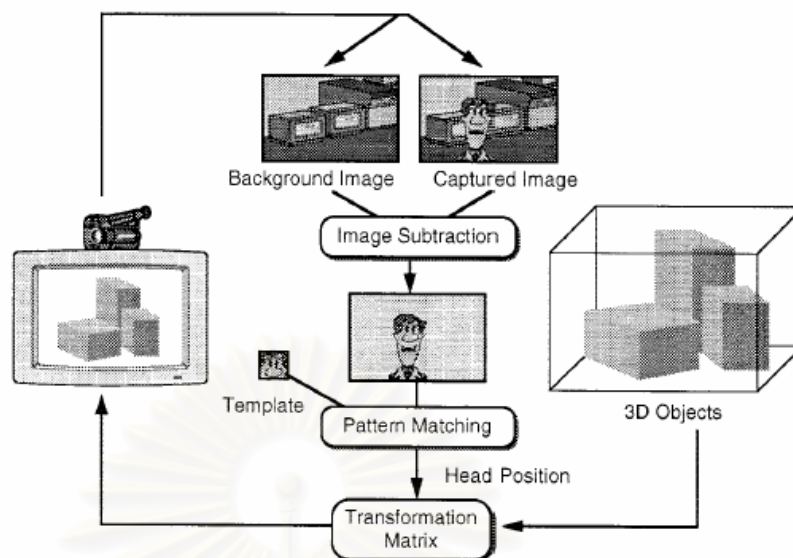 Background Image
Captured Image
Image Subtraction
Template
Pattern Matching
3D Objects
Head Position
Transformation
Matrix